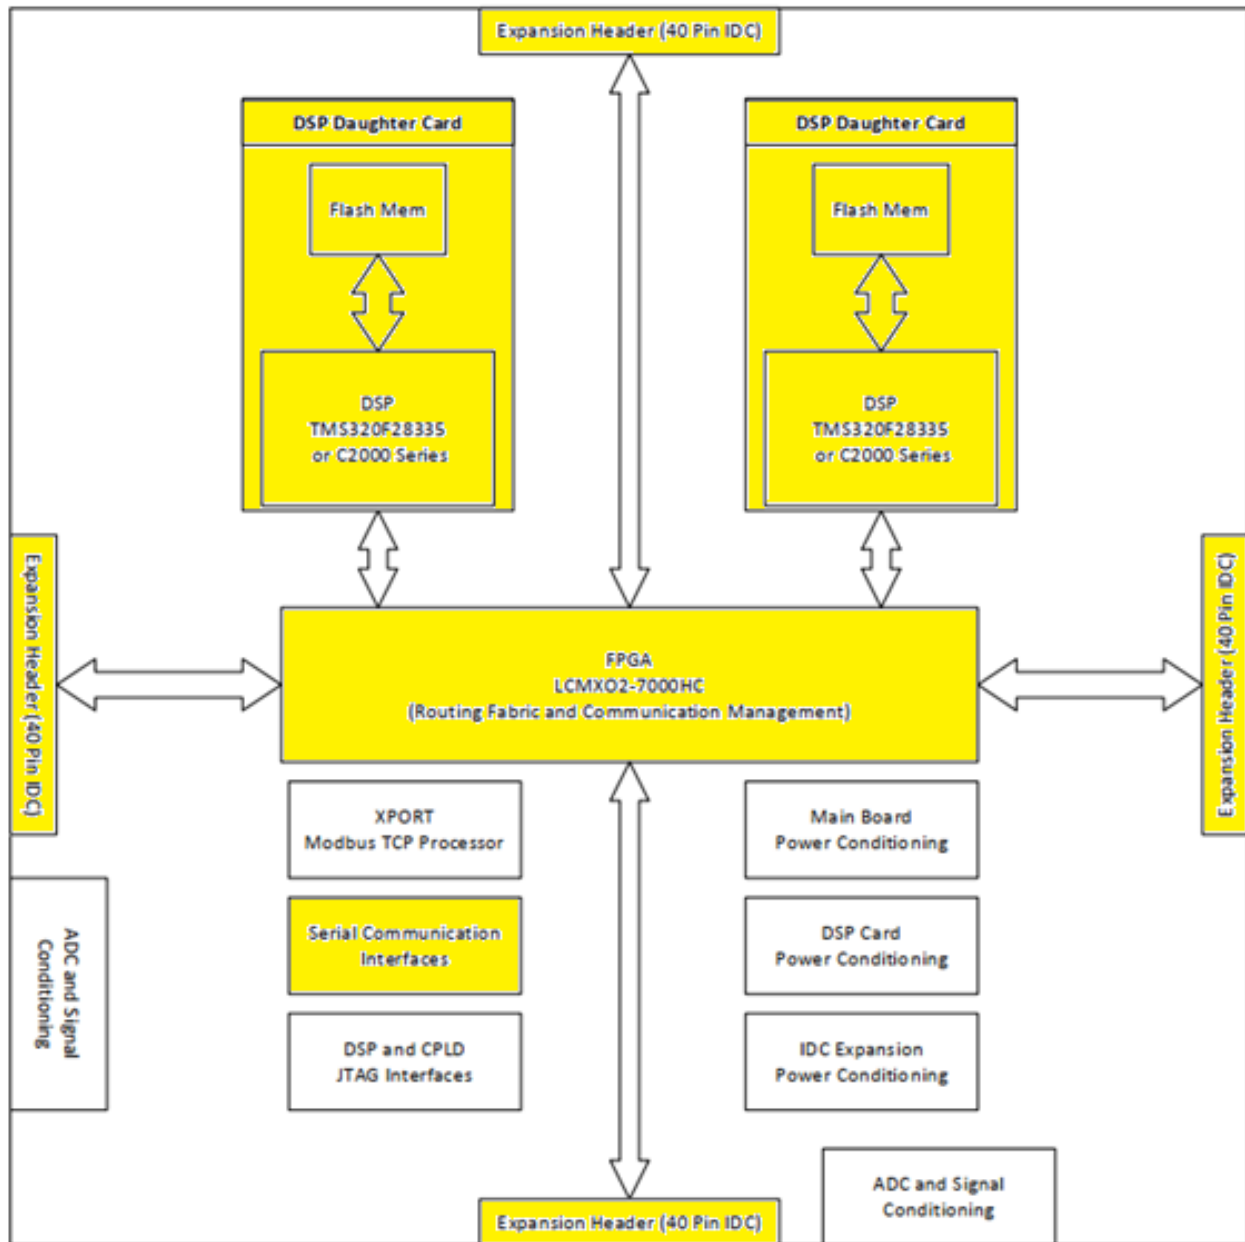 Expansion Header (40 Pin IDC)
DSP Daughter Card
Flash Mem
DSP
TMS320F28335
or C2000 Series
DSP Daughter Card
Flash Mem
DSP
TMS320F28335
or C2000 Series
Expansion Header (40 Pin IDC)
FPGA
LCMXO2-7000HC
(Routing Fabric and Communication Management)
Expansion Header (40 Pin IDC)
XPORT
Modbus TCP Processor
Main Board
Power Conditioning
ADC and Signal
Conditioning
Serial Communication
Interfaces
DSP Card
Power Conditioning
DSP and CPLD
JTAG Interfaces
IDC Expansion
Power Conditioning
ADC and Signal
Conditioning
Expansion Header (40 Pin IDC)